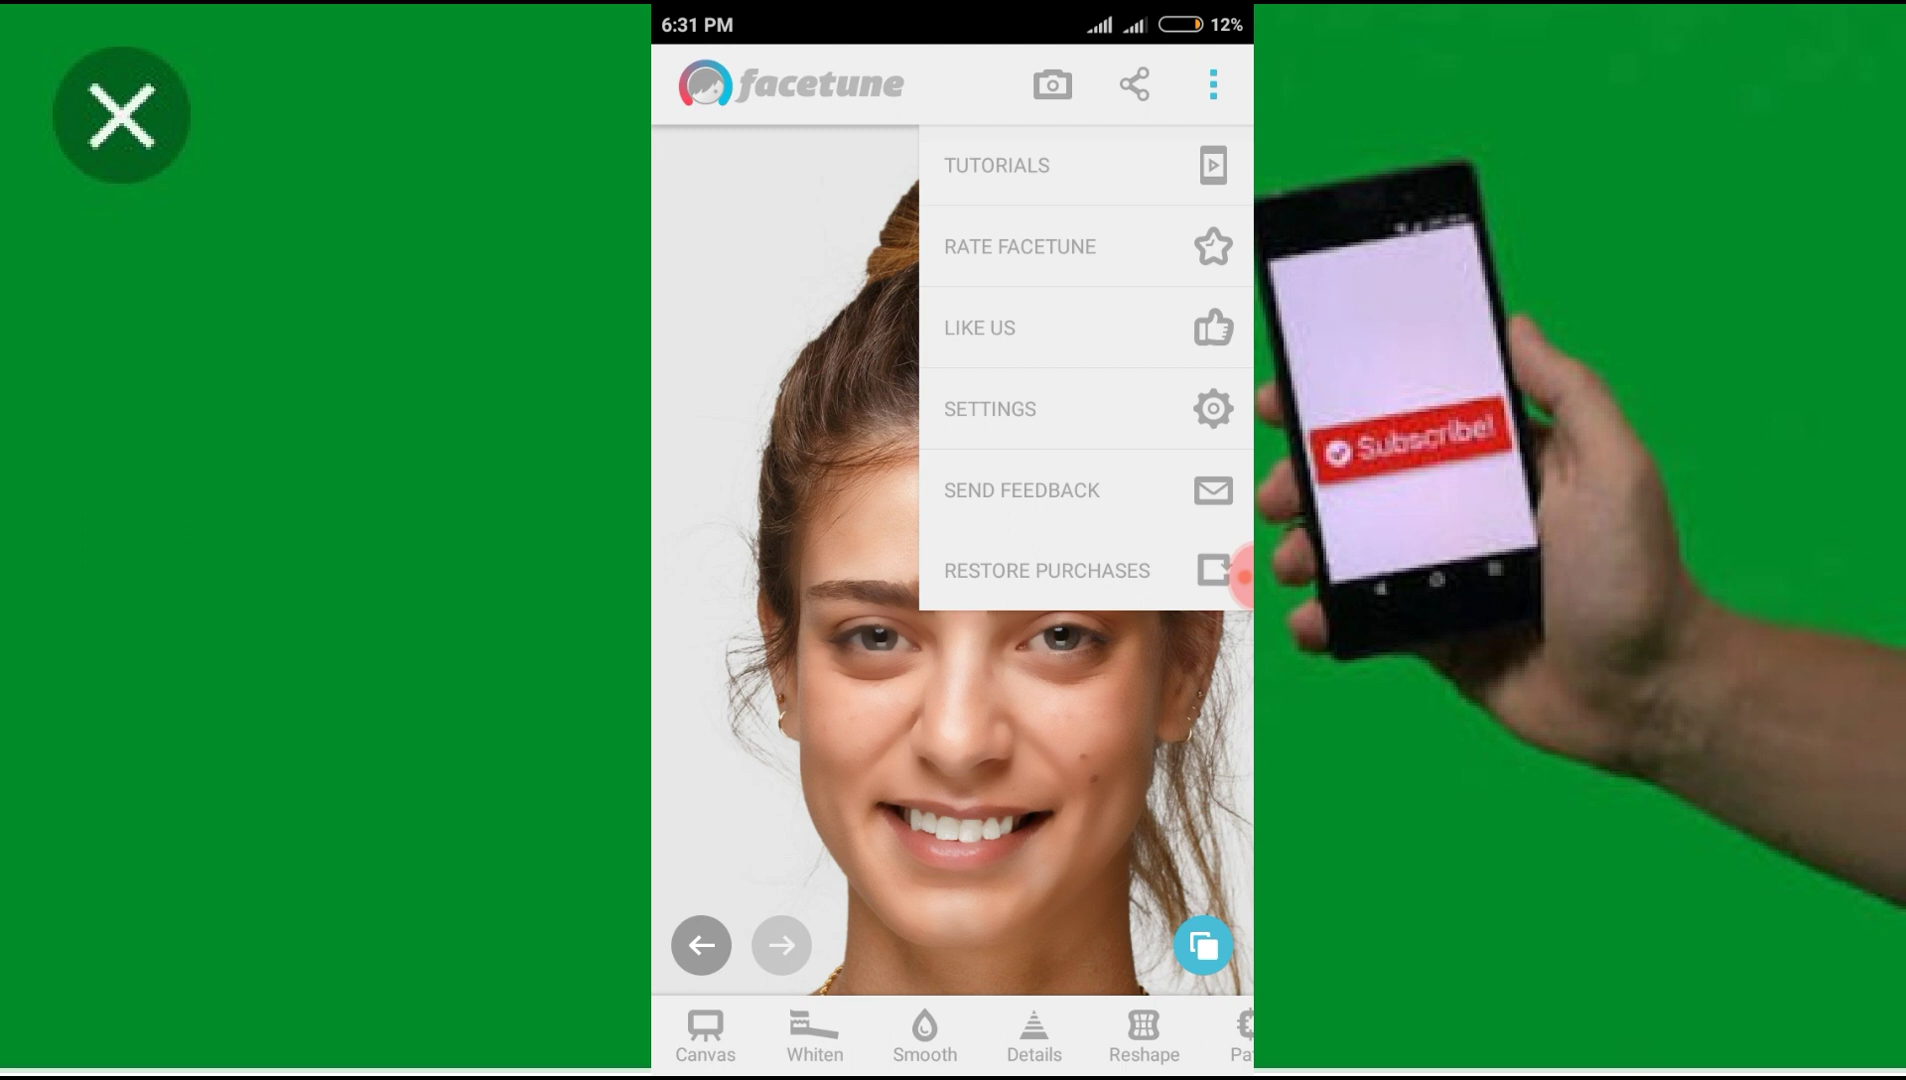 6:31 PM
12%
facetune
TUTORIALS
RATE FACETUNE
LIKE US
SETTINGS
SEND FEEDBACK
RESTORE PURCHASES
Subscribe!
Canvas
Whiten
Smooth
Details
Reshape
Pa